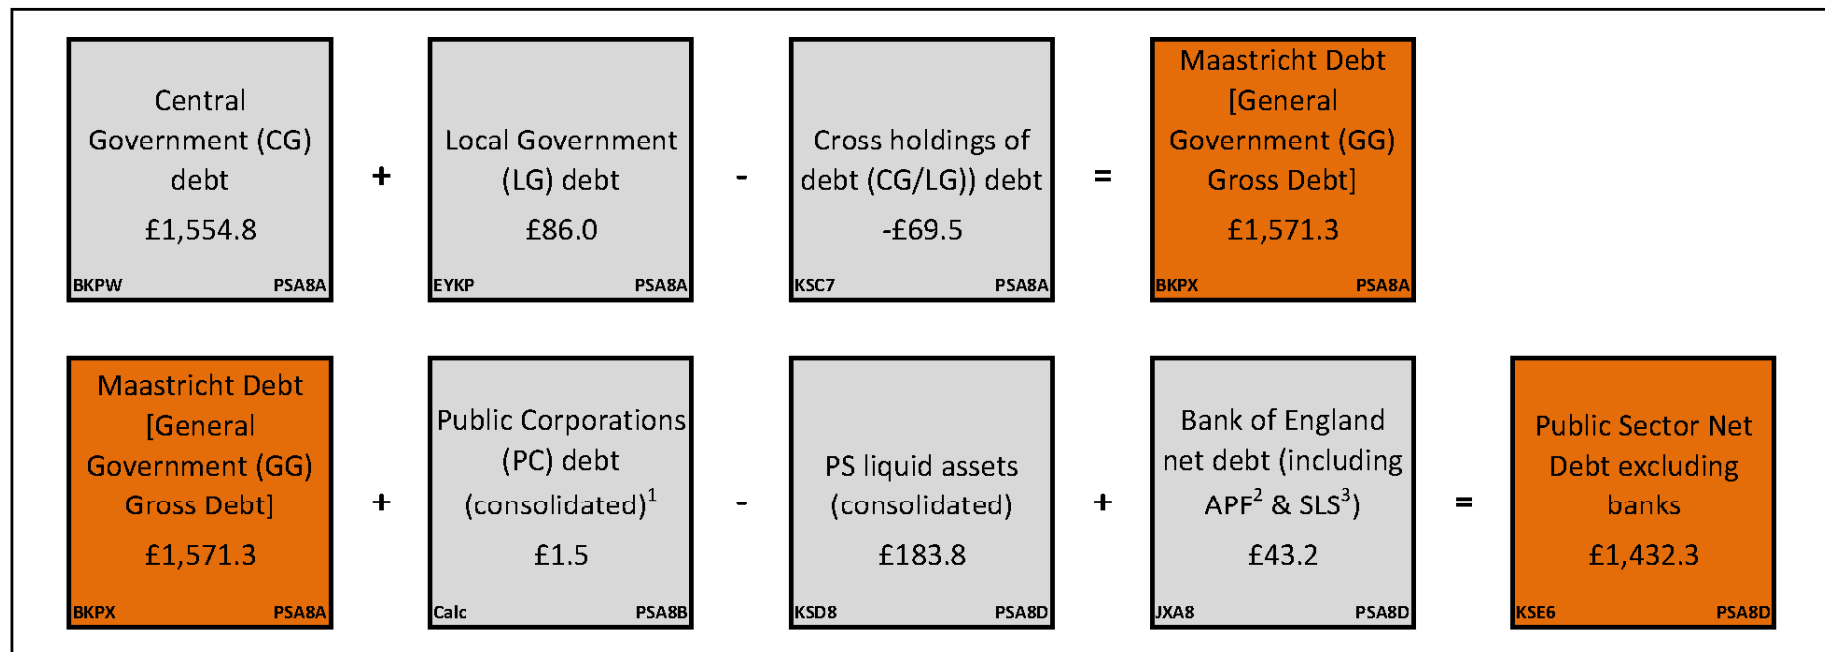 Central
Government (CG)
debt
£1,554.8
BKPW PSA8A
+
Local Government
(LG) debt
£86.0
EYKP PSA8A
-
Cross holdings of
debt (CG/LG)) debt
-£69.5
KSC7 PSA8A
=
Maastricht Debt
[General
Government (GG)
Gross Debt]
£1,571.3
BKPX PSA8A
Maastricht Debt
[General
Government (GG)
Gross Debt]
£1,571.3
BKPX PSA8A
+
Public Corporations
(PC) debt
(consolidated)¹
£1.5
Calc PSA8B
-
PS liquid assets
(consolidated)
£183.8
KSD8 PSA8D
+
Bank of England
net debt (including
APF² & SLS³)
£43.2
JXA8 PSA8D
=
Public Sector Net
Debt excluding
banks
£1,432.3
KSE6 PSA8D